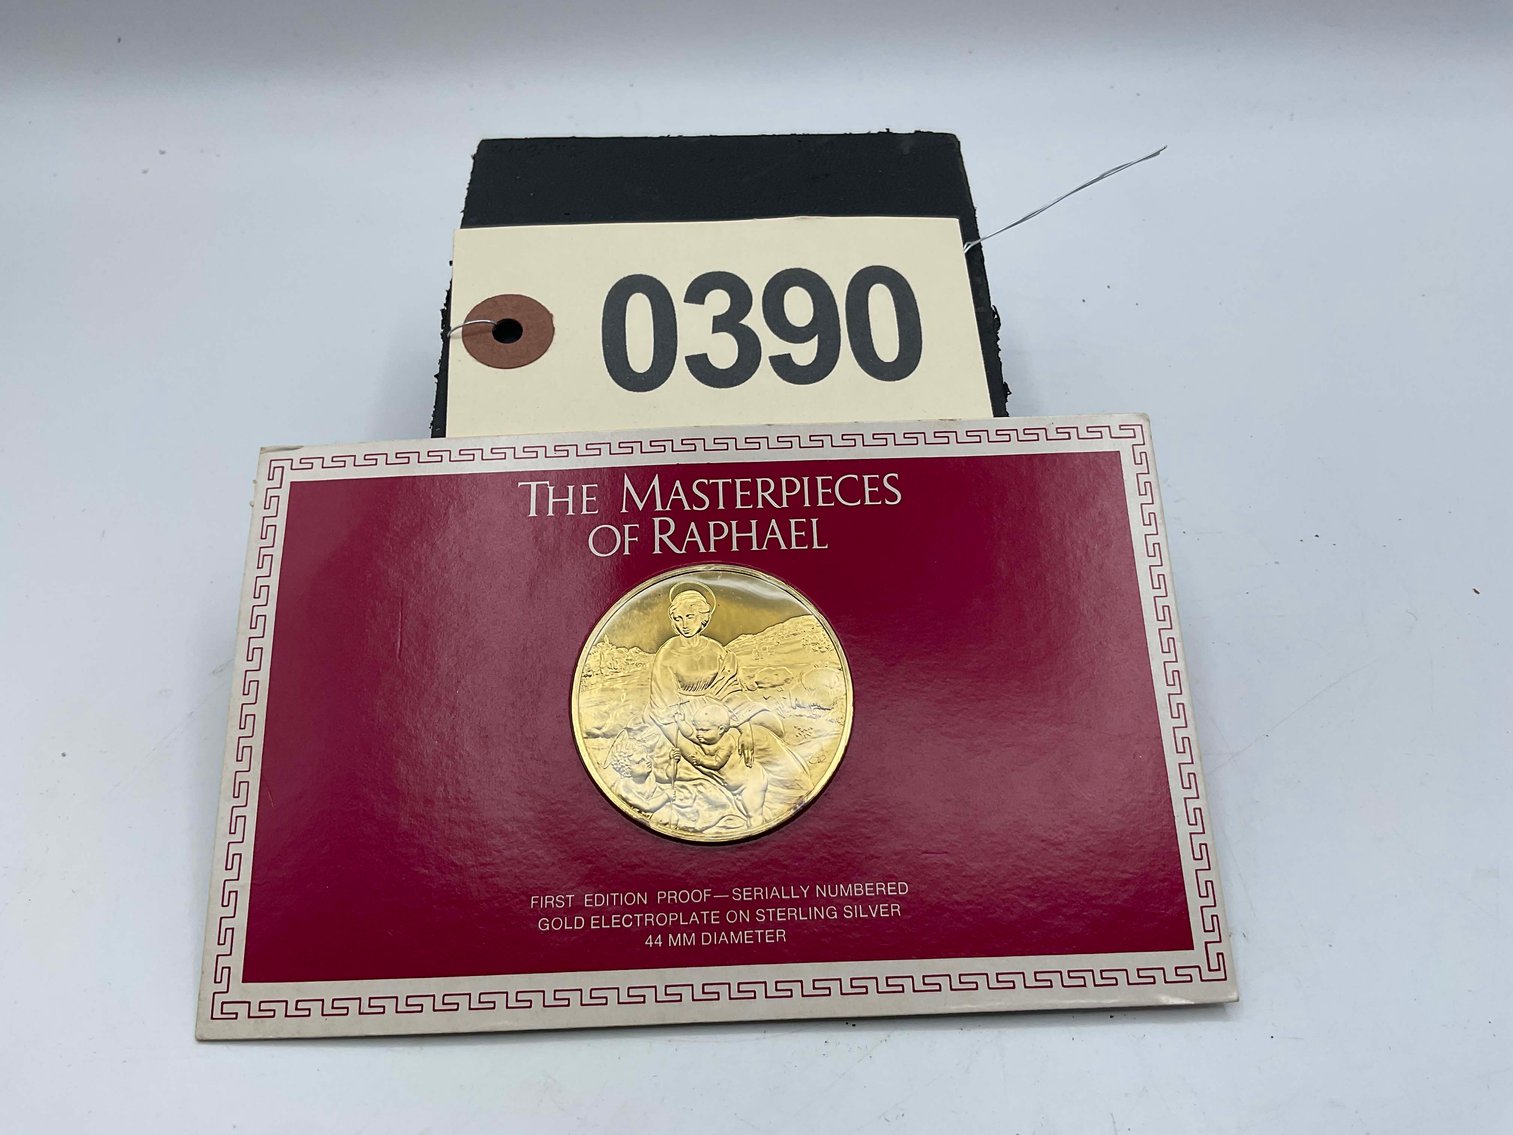 0390
THE MASTERPIECES
OF RAPHAEL
FIRST EDITION PROOF—SERIALLY NUMBERED
GOLD ELECTROPLATE ON STERLING SILVER
44 MM DIAMETER